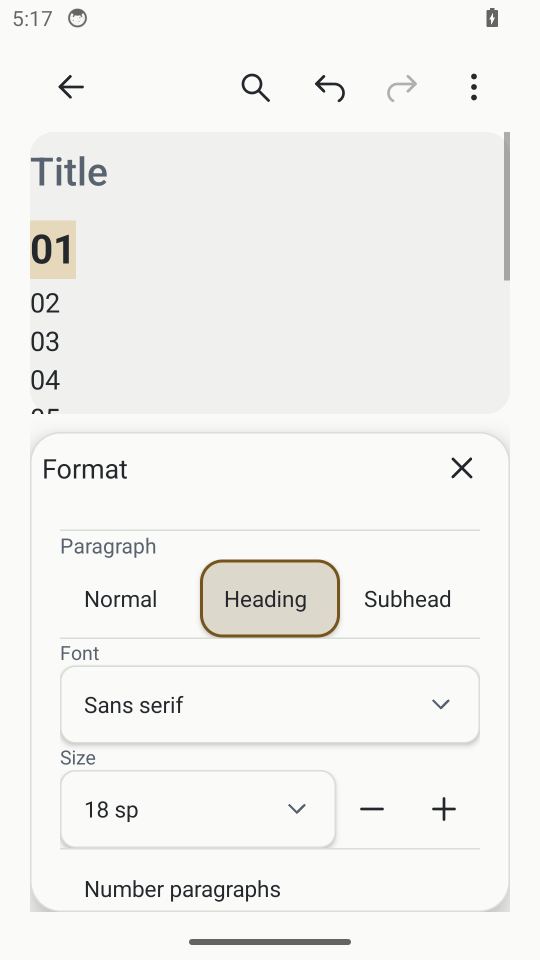 5:17
Title
01
02
03
04
Format
Paragraph
Normal Heading Subhead
Font
Sans serif
Size
18 sp
Number paragraphs